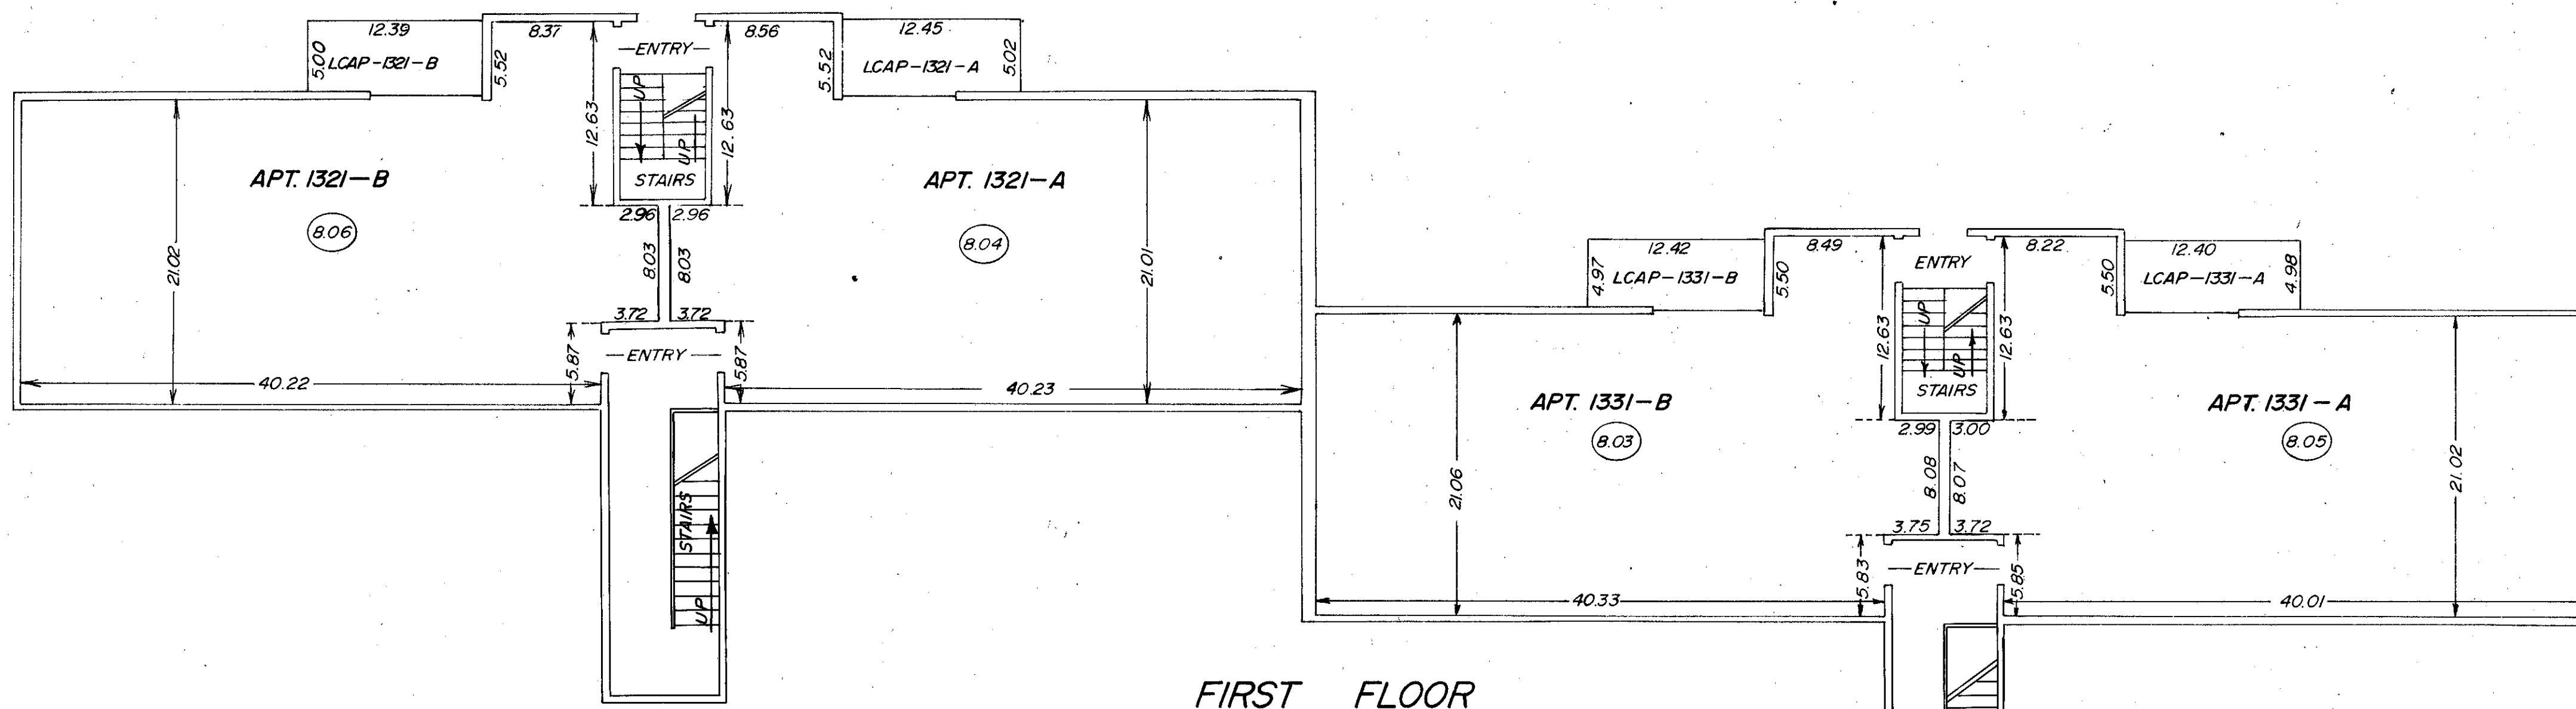 12.39
5.00
LCAP-1321-B
8.37
5.52
—ENTRY—
8.56
5.52
12.45
LCAP-1321-A
5.02
12.63
UP
UP
STAIRS
12.63
APT. 1321-B
8.06
21.02
2.96 2.96
8.03 8.03
3.72 3.72
5.87
—ENTRY—
5.87
40.22
APT. 1321-A
8.04
21.01
40.23
STAIRS
UP
12.42
4.97
LCAP-1331-B
8.49
5.50
ENTRY
8.22
5.50
12.40
LCAP-1331-A
4.98
12.63
UP
UP
STAIRS
12.63
APT. 1331-B
8.03
21.06
2.99 3.00
8.08 8.07
3.75 3.72
5.83
—ENTRY—
5.85
40.33
APT. 1331-A
8.05
21.02
40.01
FIRST FLOOR